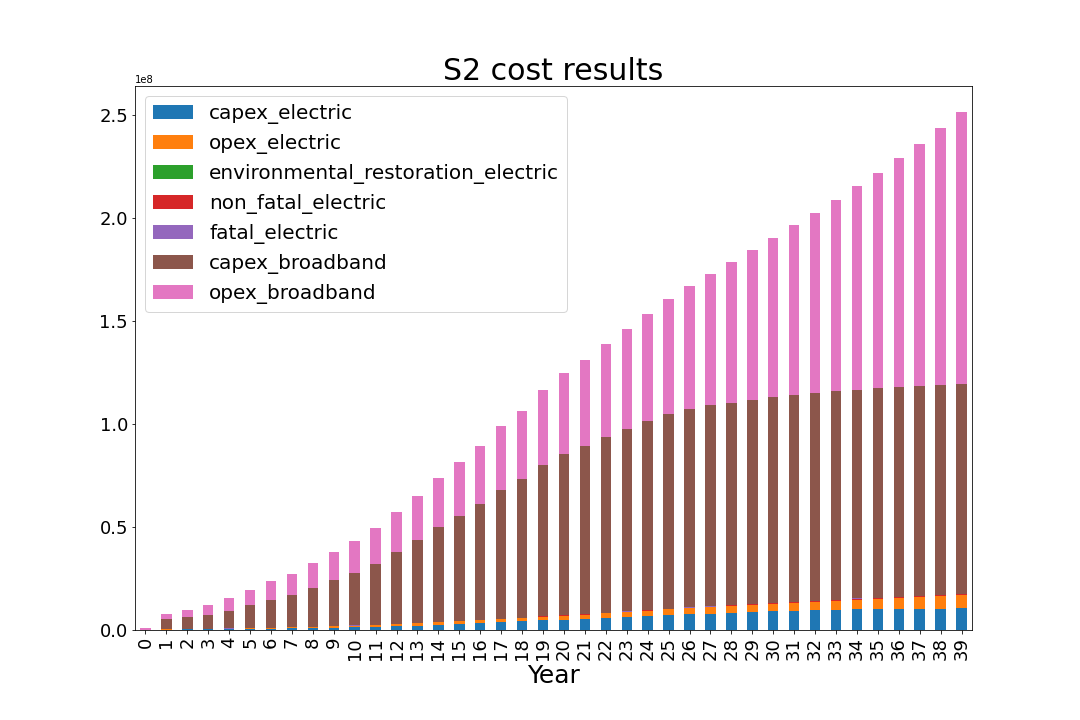 S2 cost results
1e8
2.5
2.0
1.5
1.0
0.5
0.0
capex_electric
opex_electric
environmental_restoration_electric
non_fatal_electric
fatal_electric
capex_broadband
opex_broadband
0 1 2 3 4 5 6 7 8 9 10 11 12 13 14 15 16 17 18 19 20 21 22 23 24 25 26 27 28 29 30 31 32 33 34 35 36 37 38 39
Year